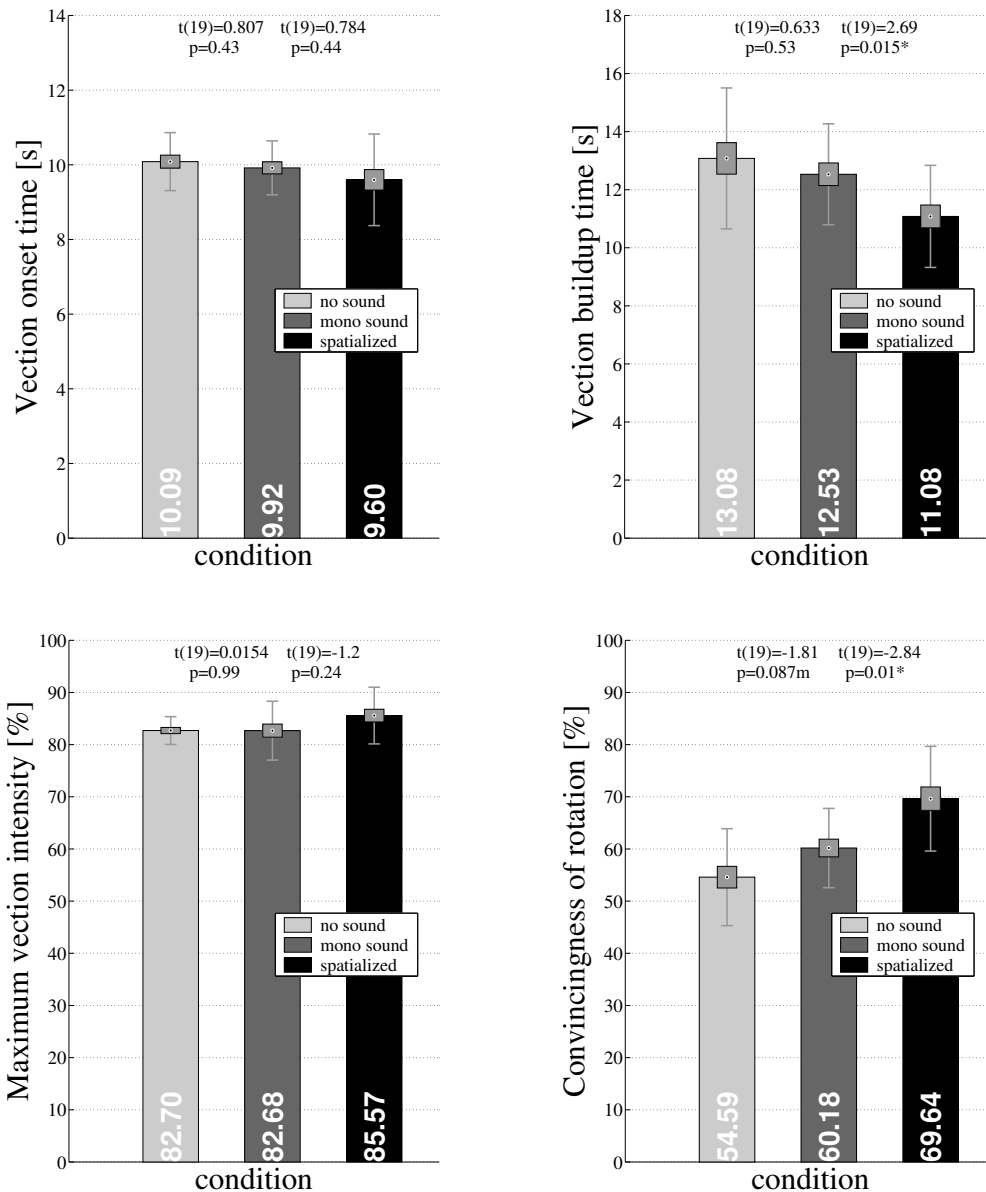 t(19)=0.807 t(19)=0.784
p=0.43 p=0.44
Vection onset time [s]
14
12
10
8
6
4
2
0
no sound
mono sound
spatialized
10.09
9.92
9.60
condition
t(19)=0.633 t(19)=2.69
p=0.53 p=0.015*
Vection buildup time [s]
18
16
14
12
10
8
6
4
2
0
no sound
mono sound
spatialized
13.08
12.53
11.08
condition
t(19)=0.0154 t(19)=-1.2
p=0.99 p=0.24
Maximum vection intensity [%]
100
90
80
70
60
50
40
30
20
10
0
no sound
mono sound
spatialized
82.70
82.68
85.57
condition
t(19)=-1.81 t(19)=-2.84
p=0.087m p=0.01*
Convincingness of rotation [%]
100
90
80
70
60
50
40
30
20
10
0
no sound
mono sound
spatialized
54.59
60.18
69.64
condition